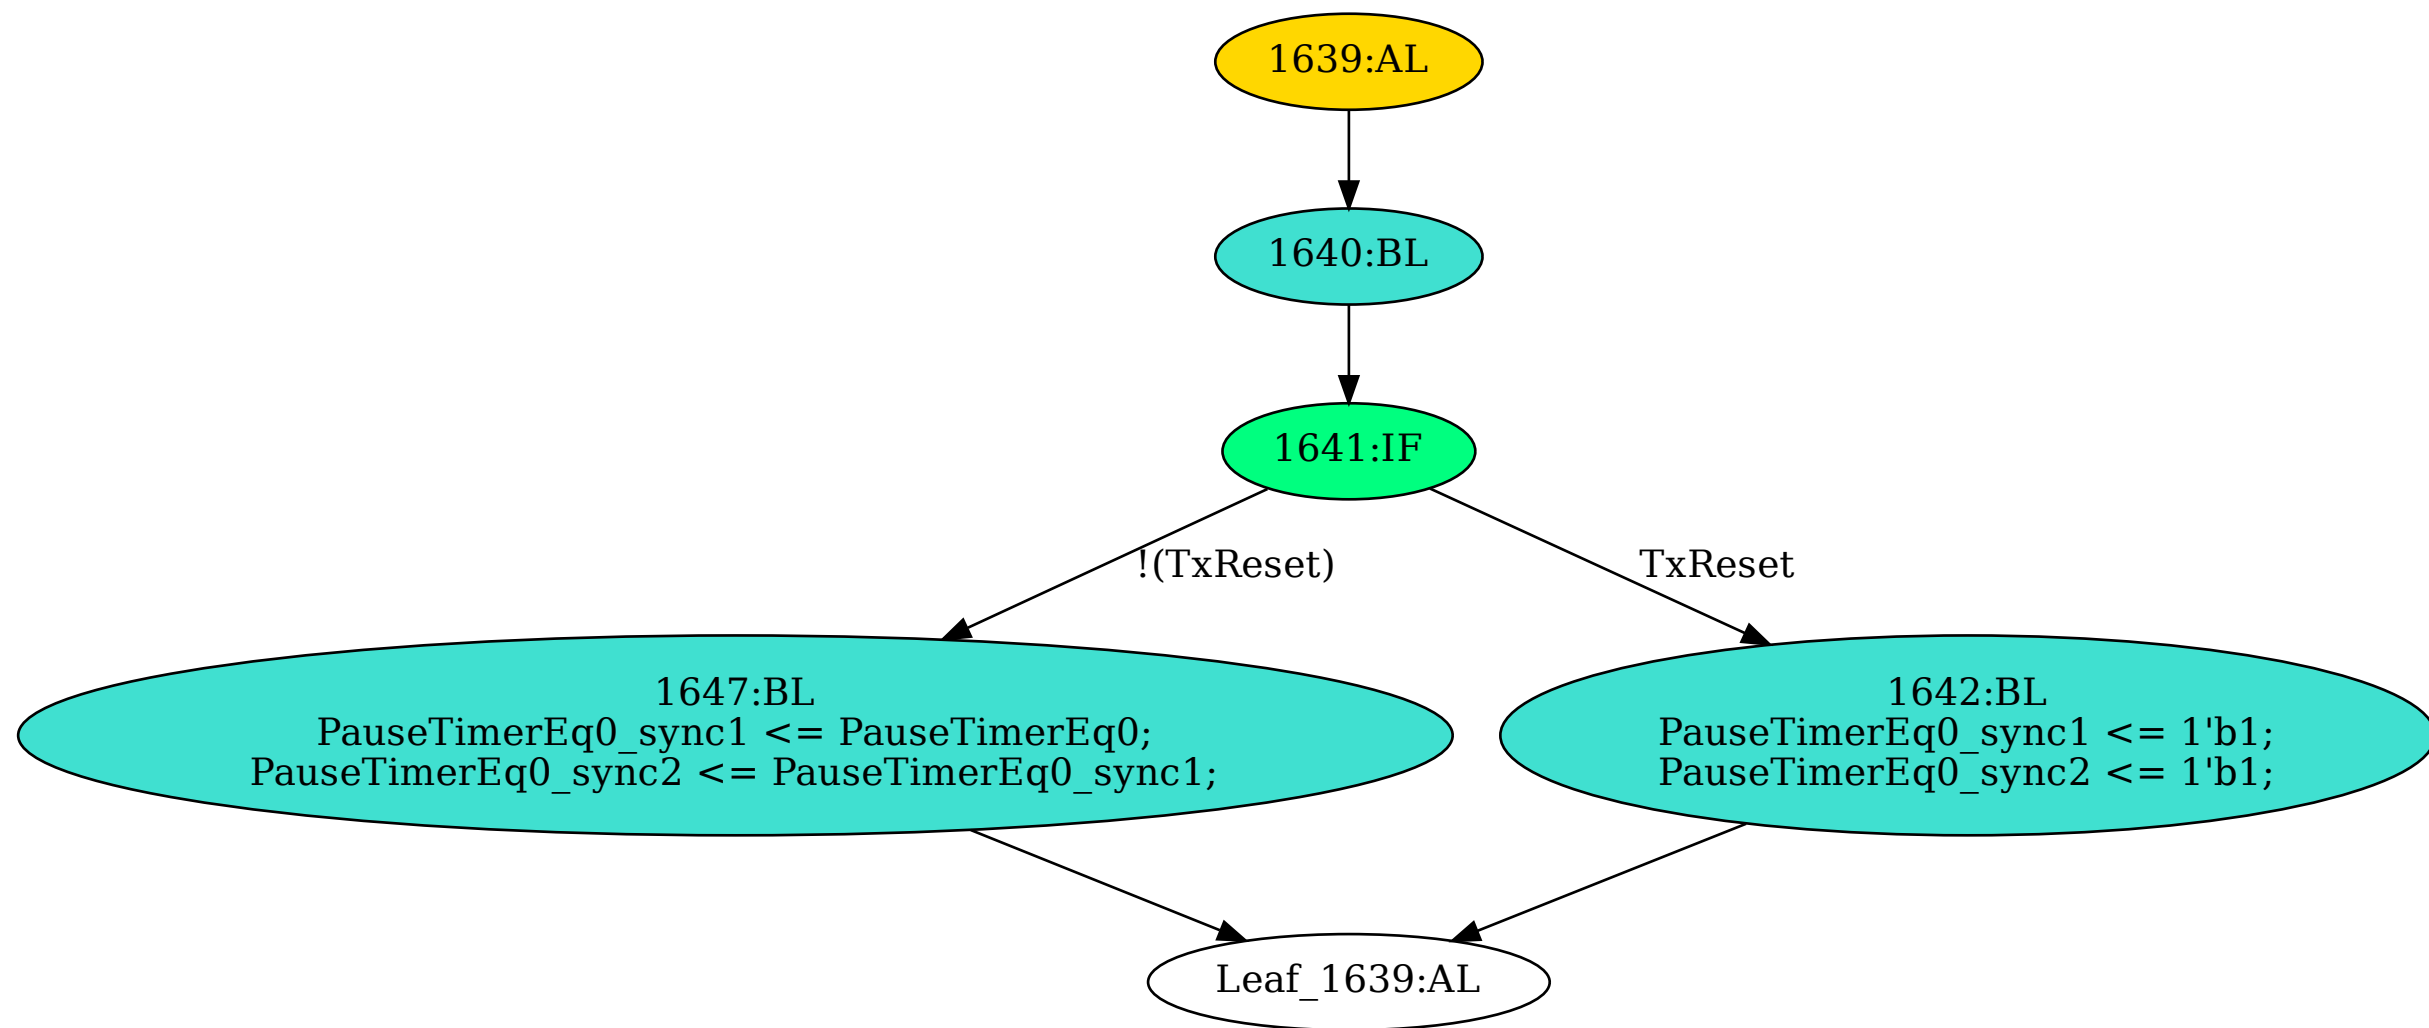 1639:AL
1640:BL
1641:IF
!(TxReset)
TxReset
1647:BL
PauseTimerEq0_sync1 <= PauseTimerEq0;
PauseTimerEq0_sync2 <= PauseTimerEq0_sync1;
1642:BL
PauseTimerEq0_sync1 <= 1'b1;
PauseTimerEq0_sync2 <= 1'b1;
Leaf_1639:AL